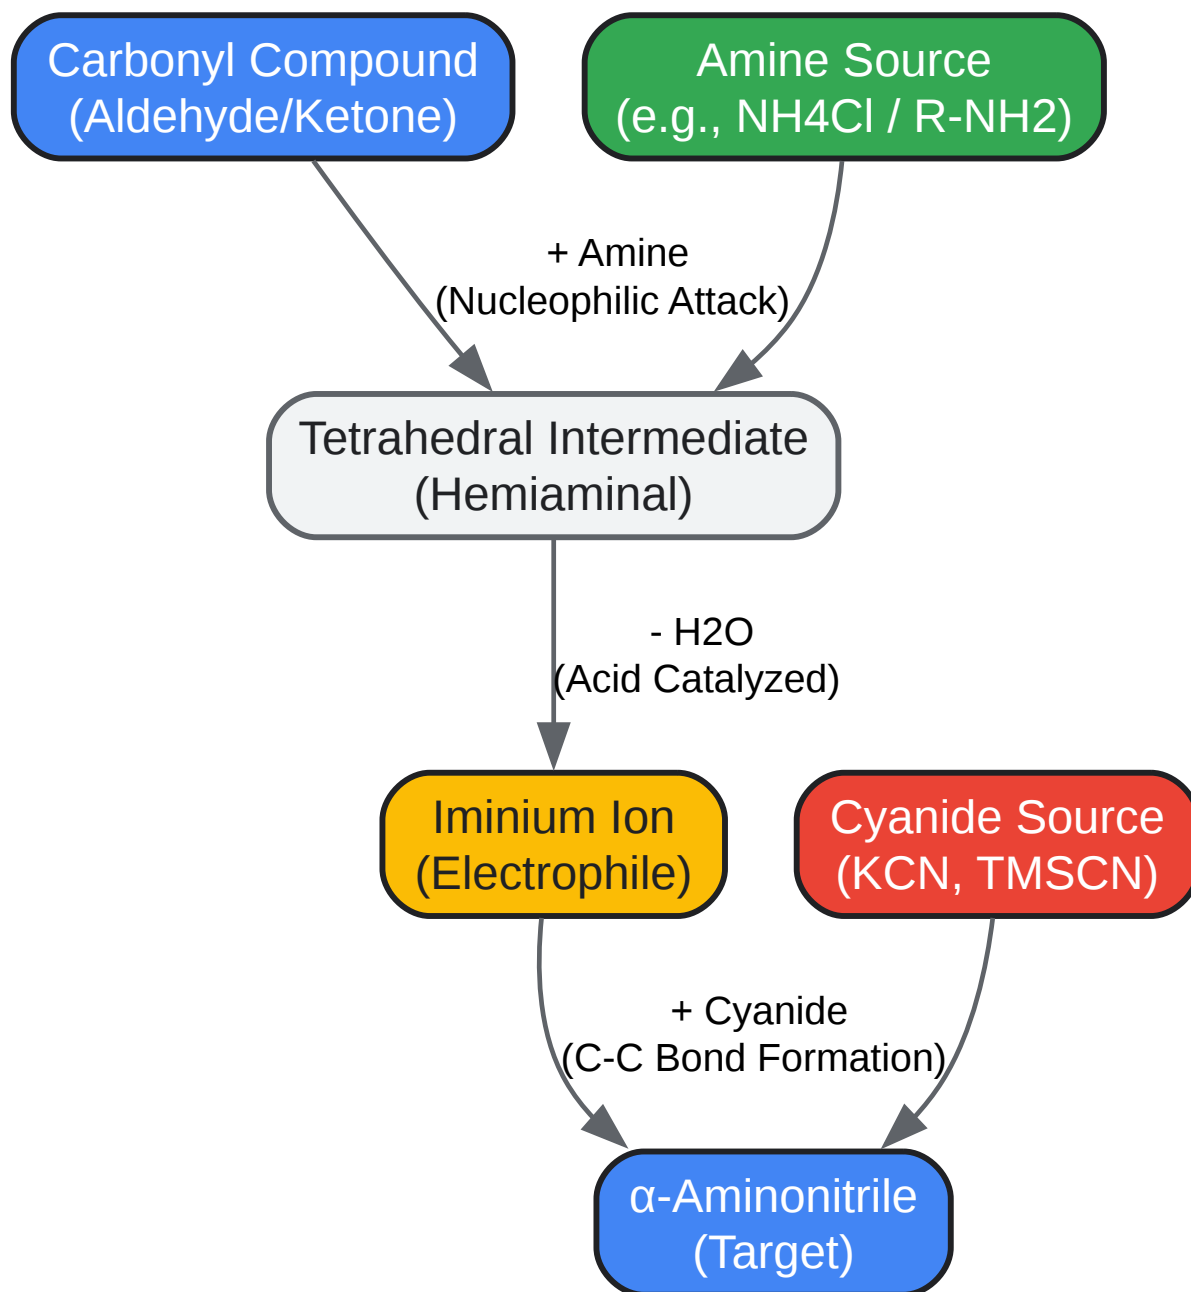 Carbonyl Compound
(Aldehyde/Ketone)
Amine Source
(e.g., NH4Cl / R-NH2)
+ Amine
(Nucleophilic Attack)
Tetrahedral Intermediate
(Hemiaminal)
- H2O
(Acid Catalyzed)
Iminium Ion
(Electrophile)
Cyanide Source
(KCN, TMSCN)
+ Cyanide
(C-C Bond Formation)
α-Aminonitrile
(Target)